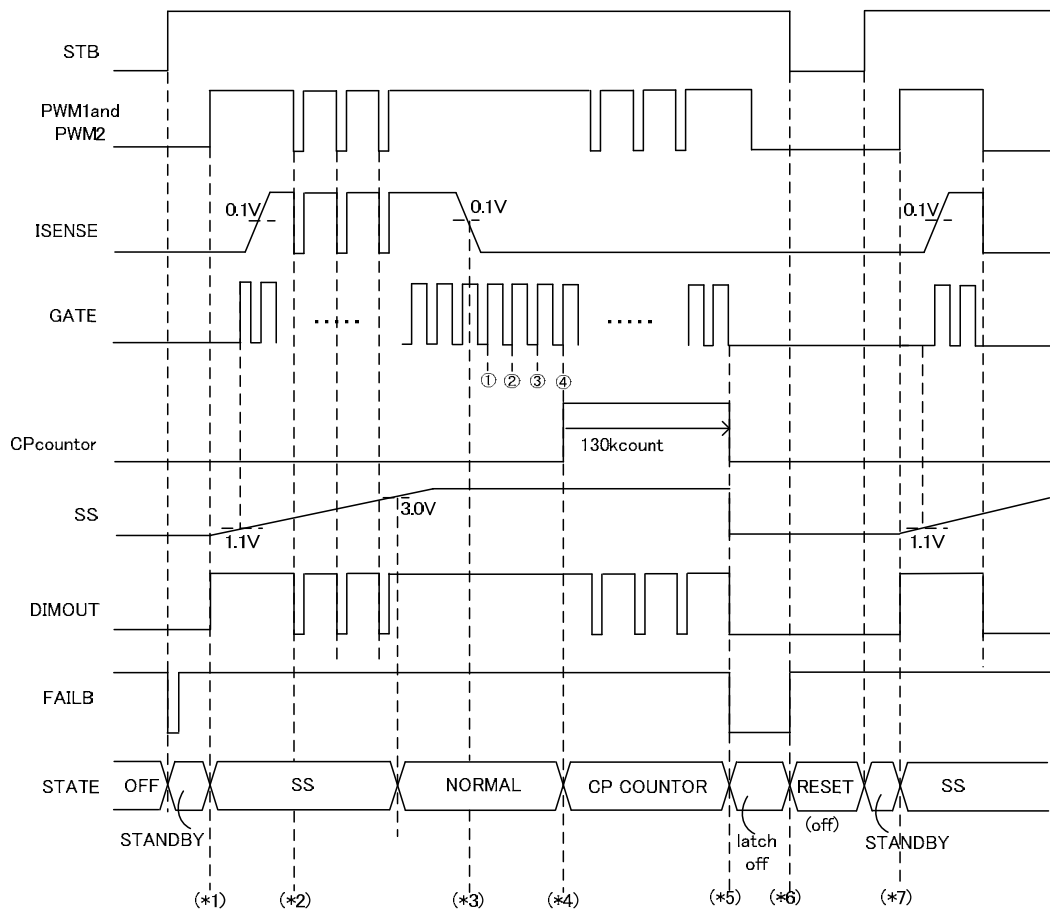 STB
PWM1and
PWM2
0.1V
0.1V
0.1V
ISENSE
GATE
.....
.....
① ② ③ ④
CPcountor
130kcount
SS
3.0V
1.1V
1.1V
DIMOUT
FAILB
STATE
OFF
SS
NORMAL
CP COUNTOR
RESET
SS
(off)
STANDBY
latch
off
STANDBY
(*1) (*2) (*3) (*4) (*5) (*6) (*7)